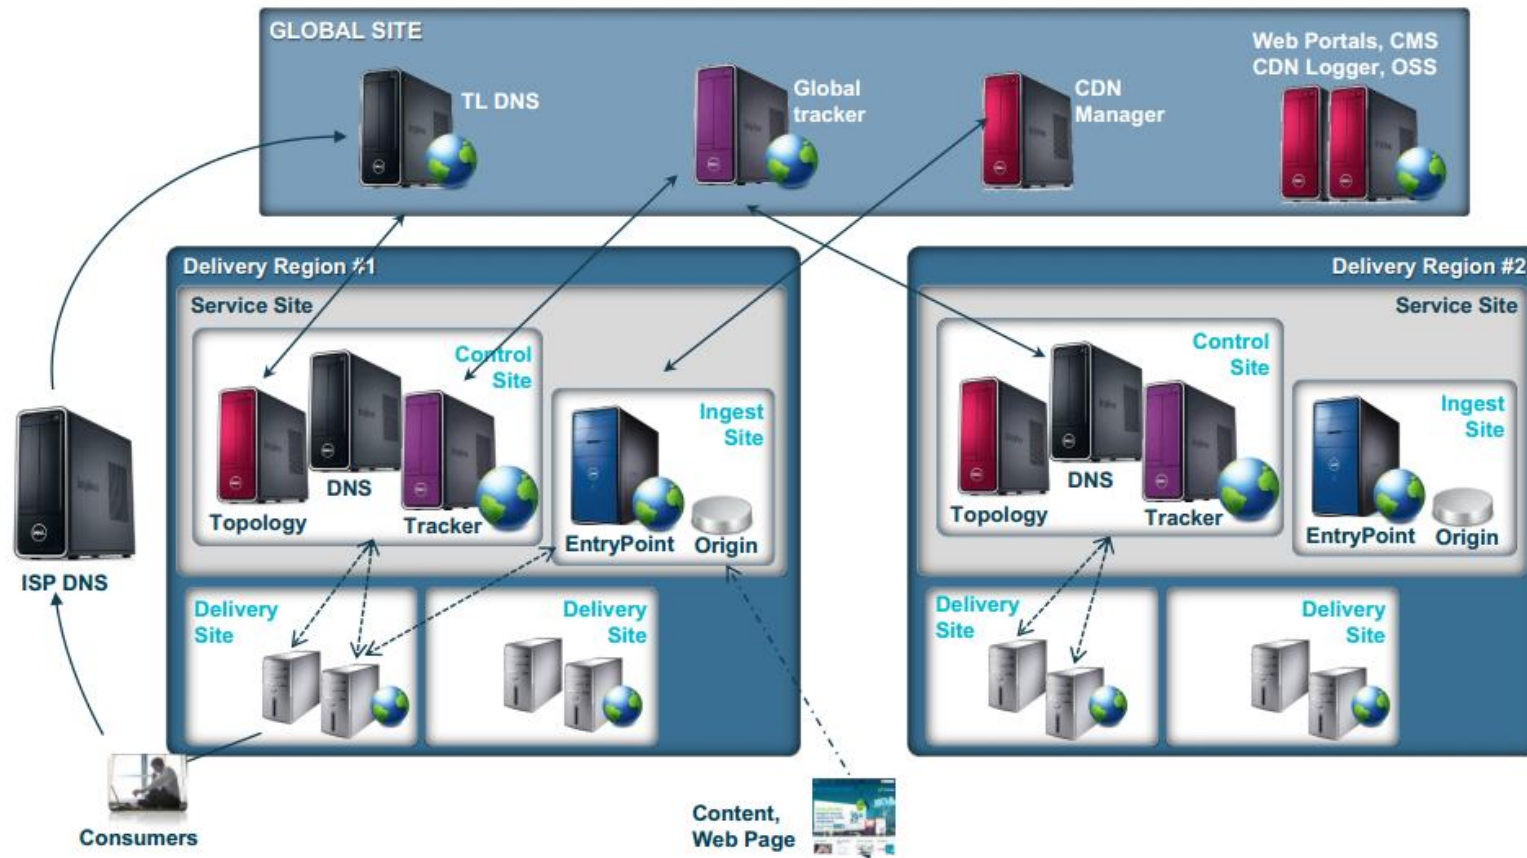 GLOBAL SITE
TL DNS
Global
tracker
CDN
Manager
Web Portals, CMS
CDN Logger, OSS
Delivery Region #1
Service Site
Control
Site
DNS
Topology
Tracker
Ingest
Site
EntryPoint
Origin
Delivery
Site
Delivery
Site
Delivery Region #2
Service Site
Control
Site
DNS
Topology
Tracker
Ingest
Site
EntryPoint
Origin
Delivery
Site
Delivery
Site
ISP DNS
Consumers
Content,
Web Page